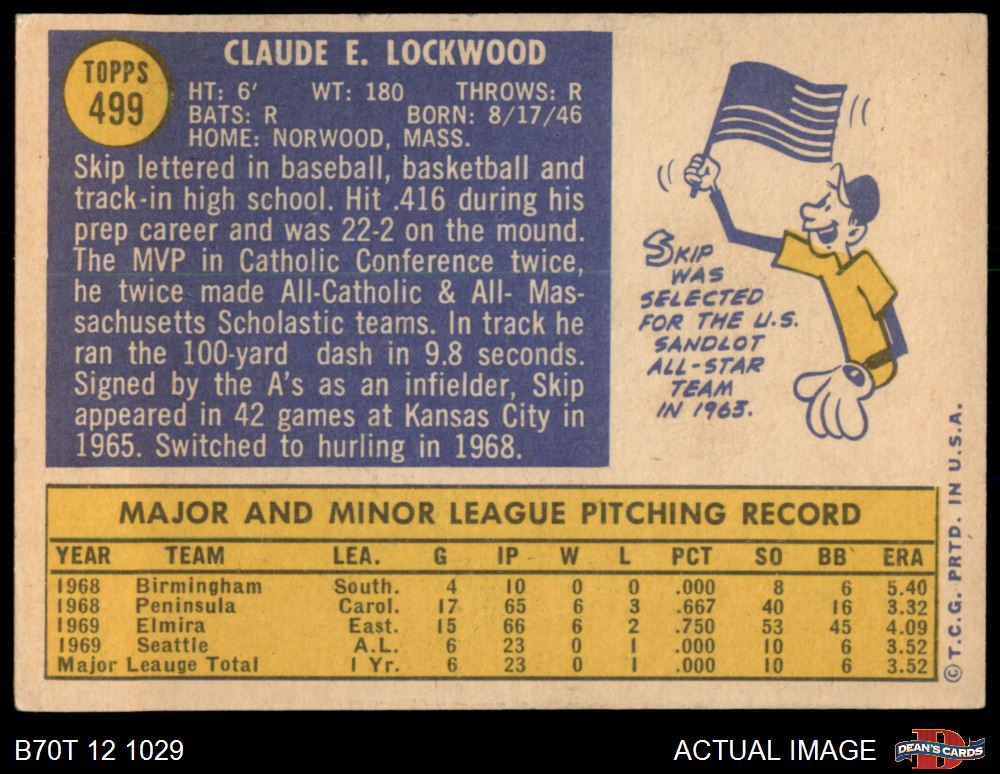 TOPPS
499
CLAUDE E. LOCKWOOD
HT: 6' WT: 180 THROWS: R
BATS: R BORN: 8/17/46
HOME: NORWOOD, MASS.
Skip lettered in baseball, basketball and
track-in high school. Hit .416 during his
prep career and was 22-2 on the mound.
The MVP in Catholic Conference twice,
he twice made All-Catholic & All- Mas-
sachusetts Scholastic teams. In track he
ran the 100-yard dash in 9.8 seconds.
Signed by the A's as an infielder, Skip
appeared in 42 games at Kansas City in
1965. Switched to hurling in 1968.
SKIP
WAS
SELECTED
FOR THE U.S.
SANDLOT
ALL-STAR
TEAM
IN 1963.
MAJOR AND MINOR LEAGUE PITCHING RECORD
YEAR TEAM LEA. G IP W L PCT SO BB ERA
1968 Birmingham South. 4 10 0 0 .000 8 6 5.40
1968 Peninsula Carol. 17 65 6 3 .667 40 16 3.32
1969 Elmira East. 15 66 6 2 .750 53 45 4.09
1969 Seattle A.L. 6 23 0 1 .000 10 6 3.52
Major Leauge Total 1 Yr. 6 23 0 1 .000 10 6 3.52
© T.C.G. PRTD. IN U.S.A.
B70T 12 1029
ACTUAL IMAGE
D
DEAN'S CARDS